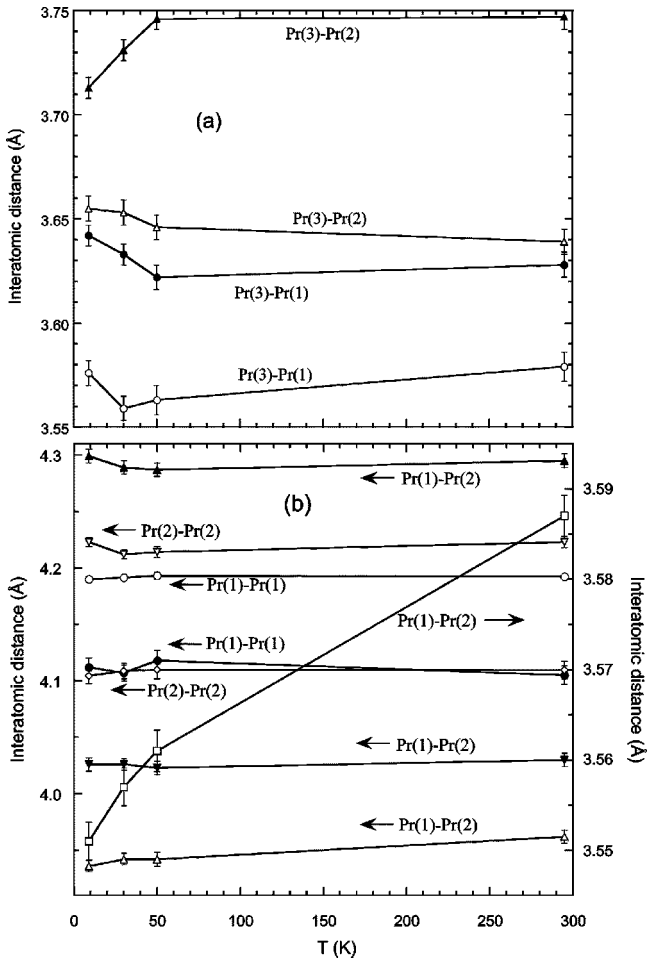 3.75
Pr(3)-Pr(2)
3.70
(a)
Interatomic distance (Å)
3.65
Pr(3)-Pr(2)
Pr(3)-Pr(1)
3.60
Pr(3)-Pr(1)
3.55
4.3
Pr(1)-Pr(2)
(b)
3.59
Pr(2)-Pr(2)
4.2
3.58
Pr(1)-Pr(1)
Interatomic distance (Å)
Pr(1)-Pr(2)
Interatomic distance (Å)
Pr(1)-Pr(1)
3.57
4.1
Pr(2)-Pr(2)
Pr(1)-Pr(2)
3.56
4.0
Pr(1)-Pr(2)
3.55
0 50 100 150 200 250 300
T (K)